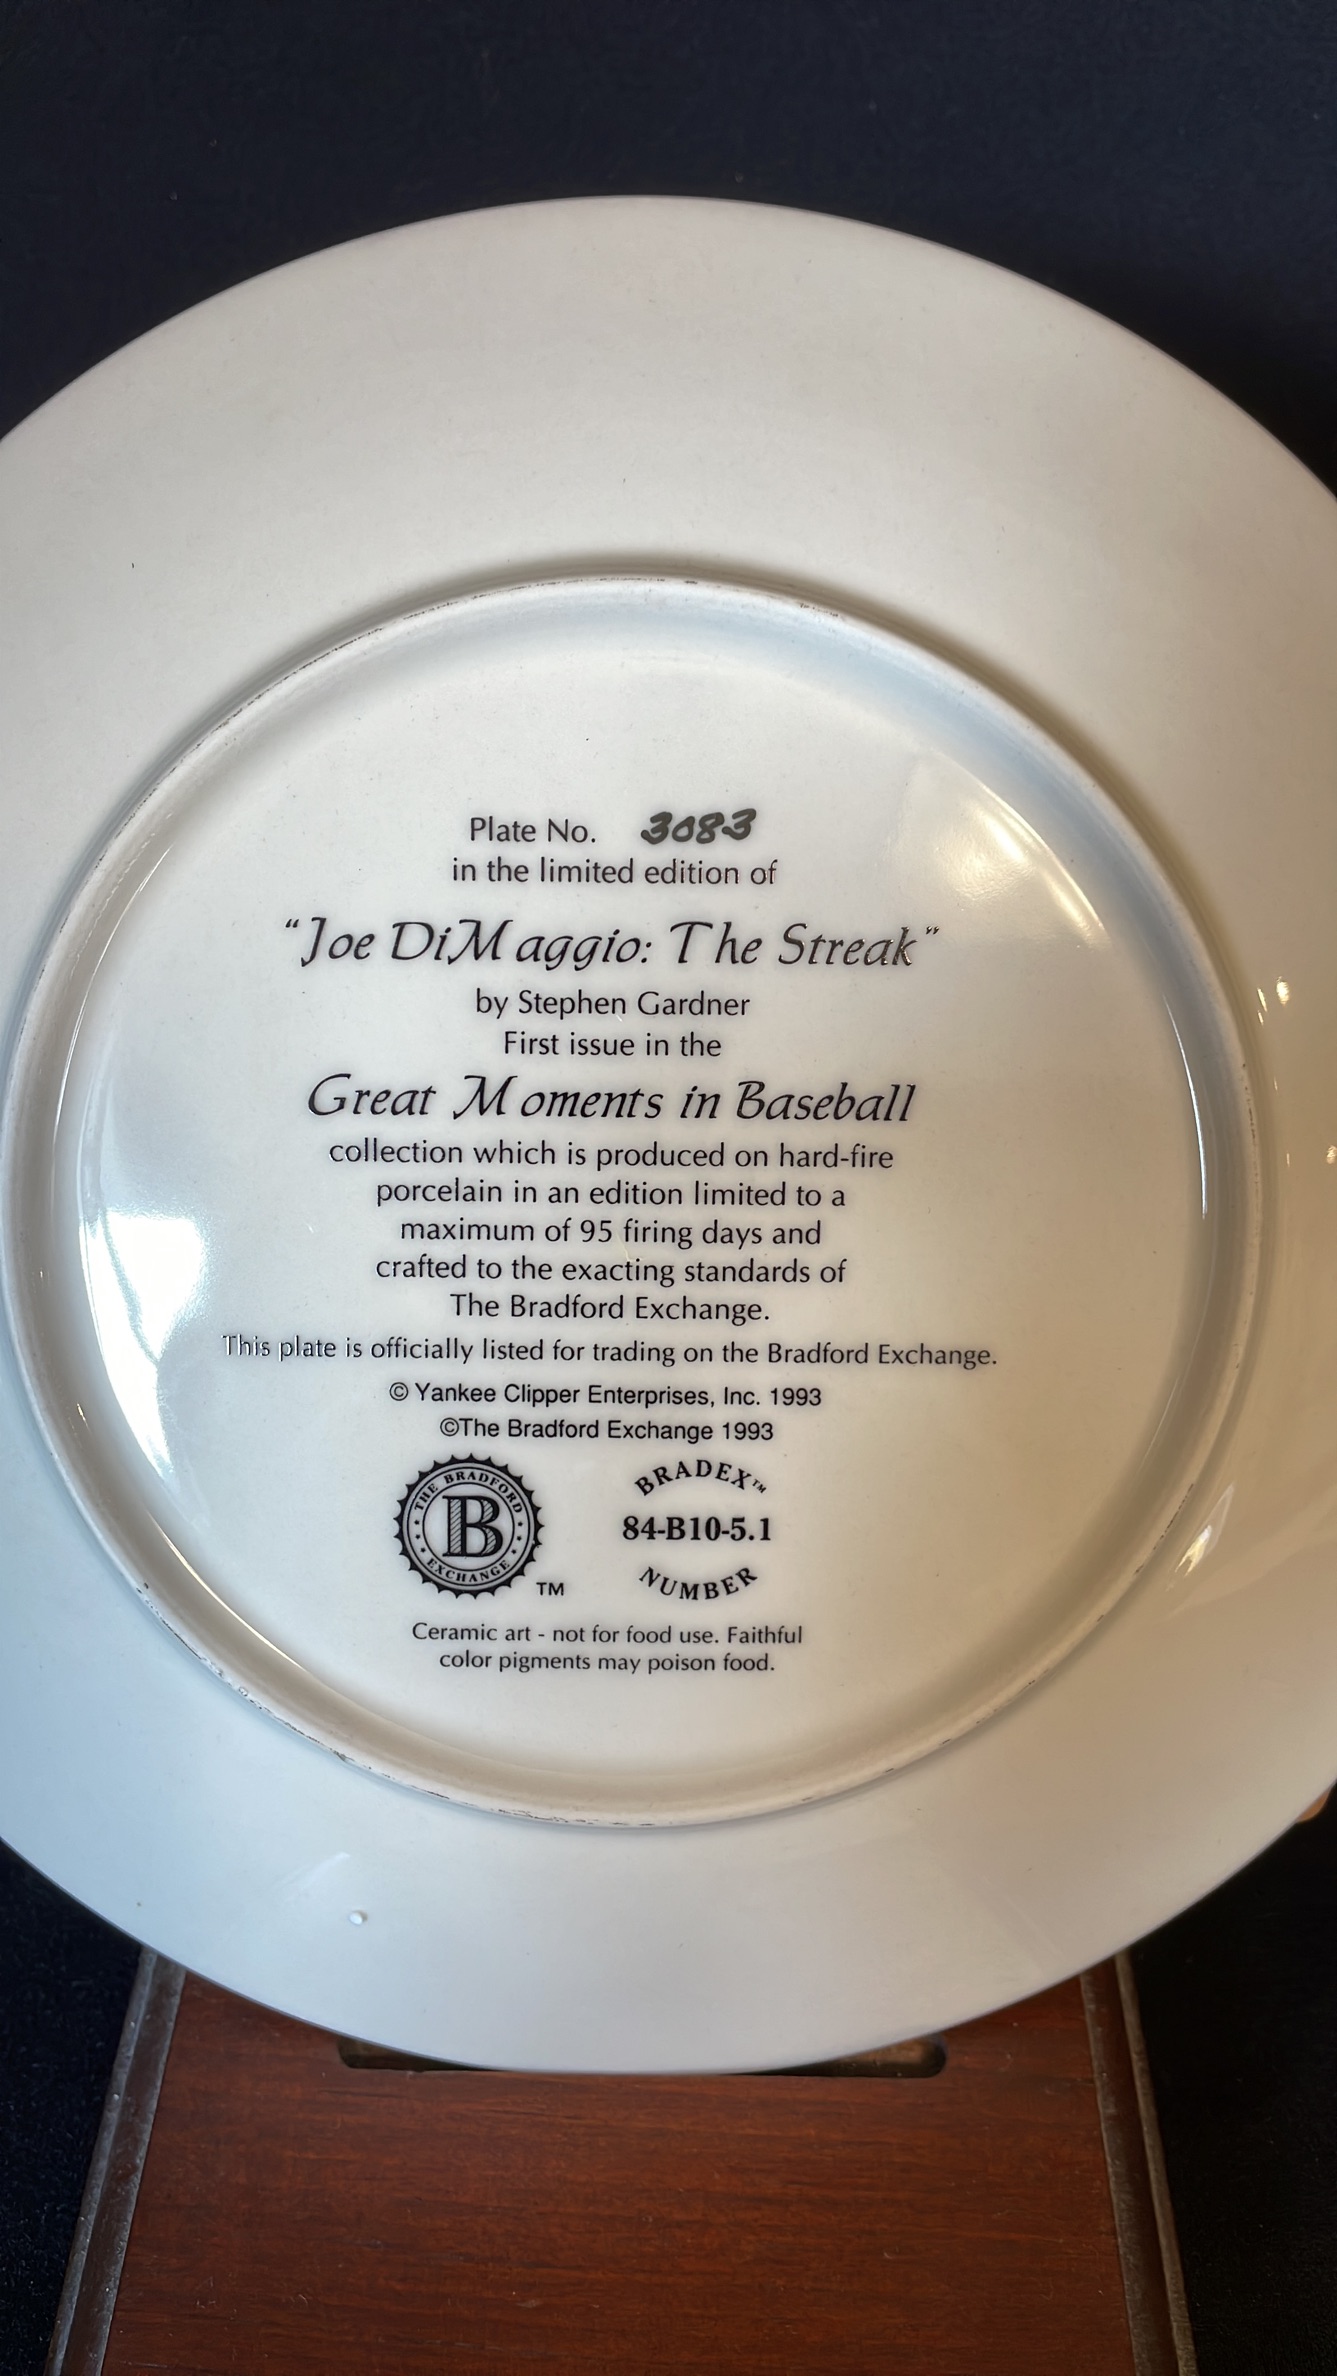 Plate No. 3083
in the limited edition of
"Joe DiMaggio: The Streak"
by Stephen Gardner
First issue in the
Great Moments in Baseball
collection which is produced on hard-fire
porcelain in an edition limited to a
maximum of 95 firing days and
crafted to the exacting standards of
The Bradford Exchange.
This plate is officially listed for trading on the Bradford Exchange.
© Yankee Clipper Enterprises, Inc. 1993
©The Bradford Exchange 1993
THE BRADFORD
B
EXCHANGE
TM
BRADEX™
84-B10-5.1
NUMBER
Ceramic art - not for food use. Faithful
color pigments may poison food.